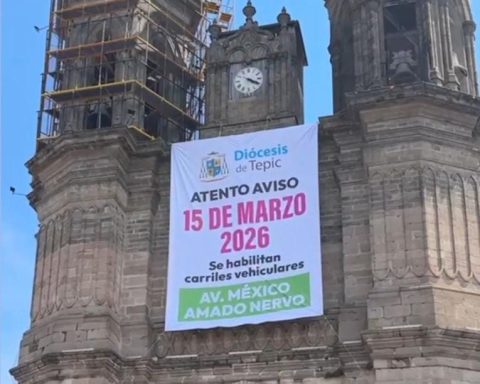 Diócesis
de Tepic
ATENTO AVISO
15 DE MARZO
2026
Se habilitan
carriles vehiculares
AV. MÉXICO
AMADO NERVO